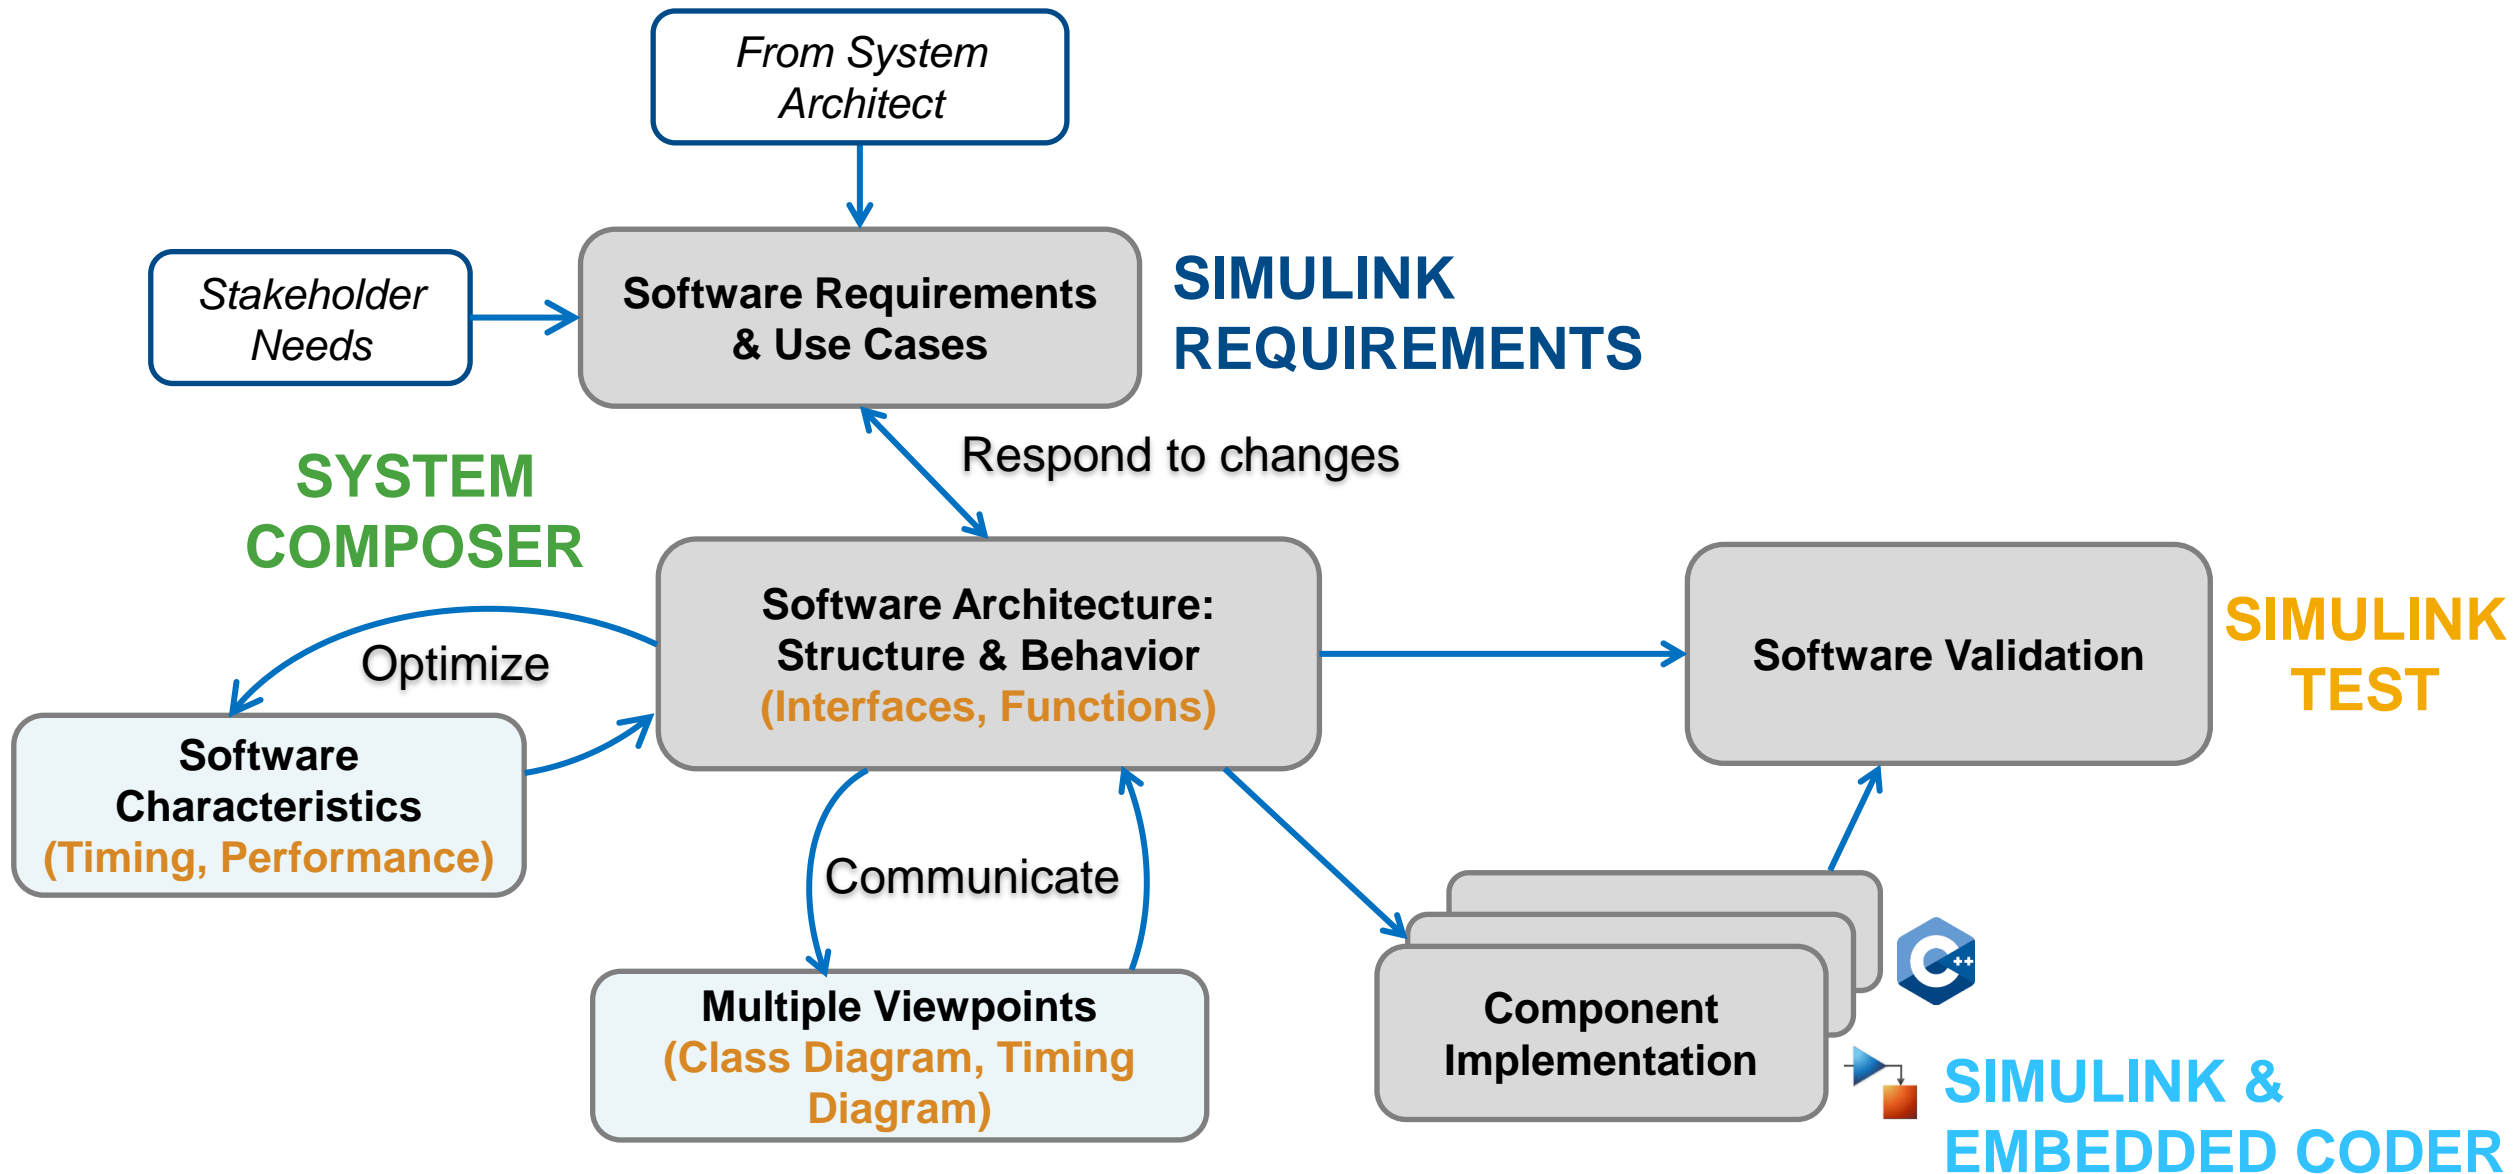 From System
Architect
Stakeholder
Needs
Software Requirements
& Use Cases
SIMULINK
REQUIREMENTS
Respond to changes
SYSTEM
COMPOSER
Optimize
Software Architecture:
Structure & Behavior
(Interfaces, Functions)
Software Validation
SIMULINK
TEST
Software
Characteristics
(Timing, Performance)
Communicate
Multiple Viewpoints
(Class Diagram, Timing
Diagram)
Component
Implementation
C++
SIMULINK &
EMBEDDED CODER